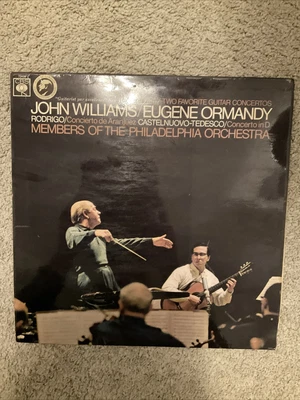 CBS
TWO FAVORITE GUITAR CONCERTOS
JOHN WILLIAMS/EUGENE ORMANDY
RODRIGO/Concierto de Aranjuez CASTELNUOVO-TEDESCO/Concerto in D
MEMBERS OF THE PHILADELPHIA ORCHESTRA